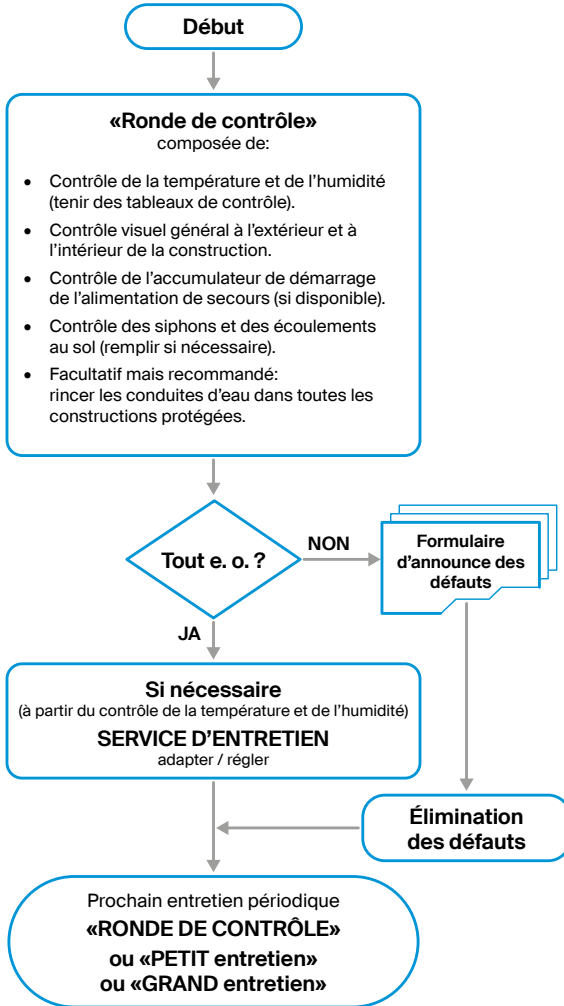 Début
«Ronde de contrôle»
composée de:
• Contrôle de la température et de l'humidité
(tenir des tableaux de contrôle).
• Contrôle visuel général à l'extérieur et à
l'intérieur de la construction.
• Contrôle de l'accumulateur de démarrage
de l'alimentation de secours (si disponible).
• Contrôle des siphons et des écoulements
au sol (remplir si nécessaire).
• Facultatif mais recommandé:
rincer les conduites d'eau dans toutes les
constructions protégées.
Tout e. o. ?
NON
Formulaire
d'announce des
défauts
JA
Si nécessaire
(à partir du contrôle de la température et de l'humidité)
SERVICE D'ENTRETIEN
adapter / régler
Élimination
des défauts
Prochain entretien périodique
«RONDE DE CONTRÔLE»
ou «PETIT entretien»
ou «GRAND entretien»